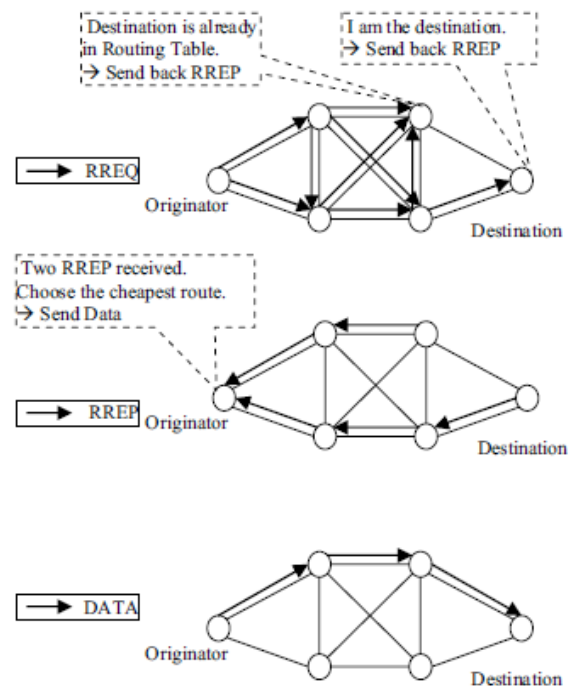 Destination is already
in Routing Table.
→ Send back RREP
I am the destination.
→ Send back RREP
RREQ
Originator
Destination
Two RREP received.
Choose the cheapest route.
→ Send Data
RREP
Originator
Destination
DATA
Originator
Destination